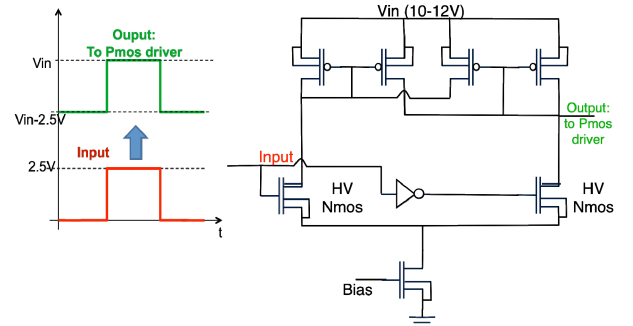 Vin (10-12V)
Ouput:
To Pmos driver
Vin
Vin-2.5V
Input
2.5V
t
Output:
to Pmos
driver
Input
HV
Nmos
HV
Nmos
Bias